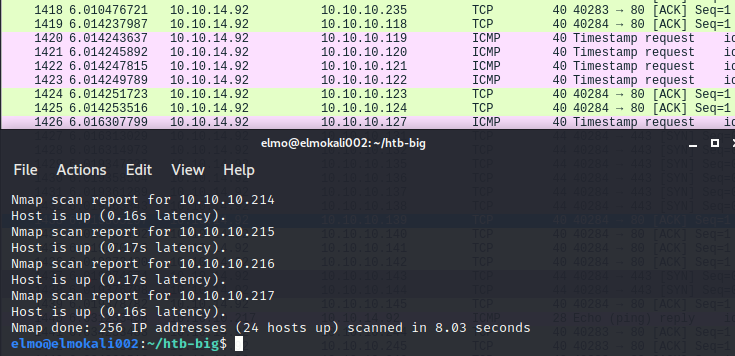 1418 6.010476721 10.10.14.92 10.10.10.235 TCP 40 40283 → 80 [ACK] Seq=1
1419 6.014237987 10.10.14.92 10.10.10.118 TCP 40 40284 → 80 [ACK] Seq=1
1420 6.014243637 10.10.14.92 10.10.10.119 ICMP 40 Timestamp request id
1421 6.014245892 10.10.14.92 10.10.10.120 ICMP 40 Timestamp request id
1422 6.014247815 10.10.14.92 10.10.10.121 ICMP 40 Timestamp request id
1423 6.014249789 10.10.14.92 10.10.10.122 ICMP 40 Timestamp request id
1424 6.014251723 10.10.14.92 10.10.10.123 TCP 40 40284 → 80 [ACK] Seq=1
1425 6.014253516 10.10.14.92 10.10.10.124 TCP 40 40284 → 80 [ACK] Seq=1
1426 6.016307799 10.10.14.92 10.10.10.127 ICMP 40 Timestamp request id
elmo@elmokali002:~/htb-big
File Actions Edit View Help
Nmap scan report for 10.10.10.214
Host is up (0.16s latency).
Nmap scan report for 10.10.10.215
Host is up (0.17s latency).
Nmap scan report for 10.10.10.216
Host is up (0.17s latency).
Nmap scan report for 10.10.10.217
Host is up (0.16s latency).
Nmap done: 256 IP addresses (24 hosts up) scanned in 8.03 seconds
elmo@elmokali002:~/htb-big$